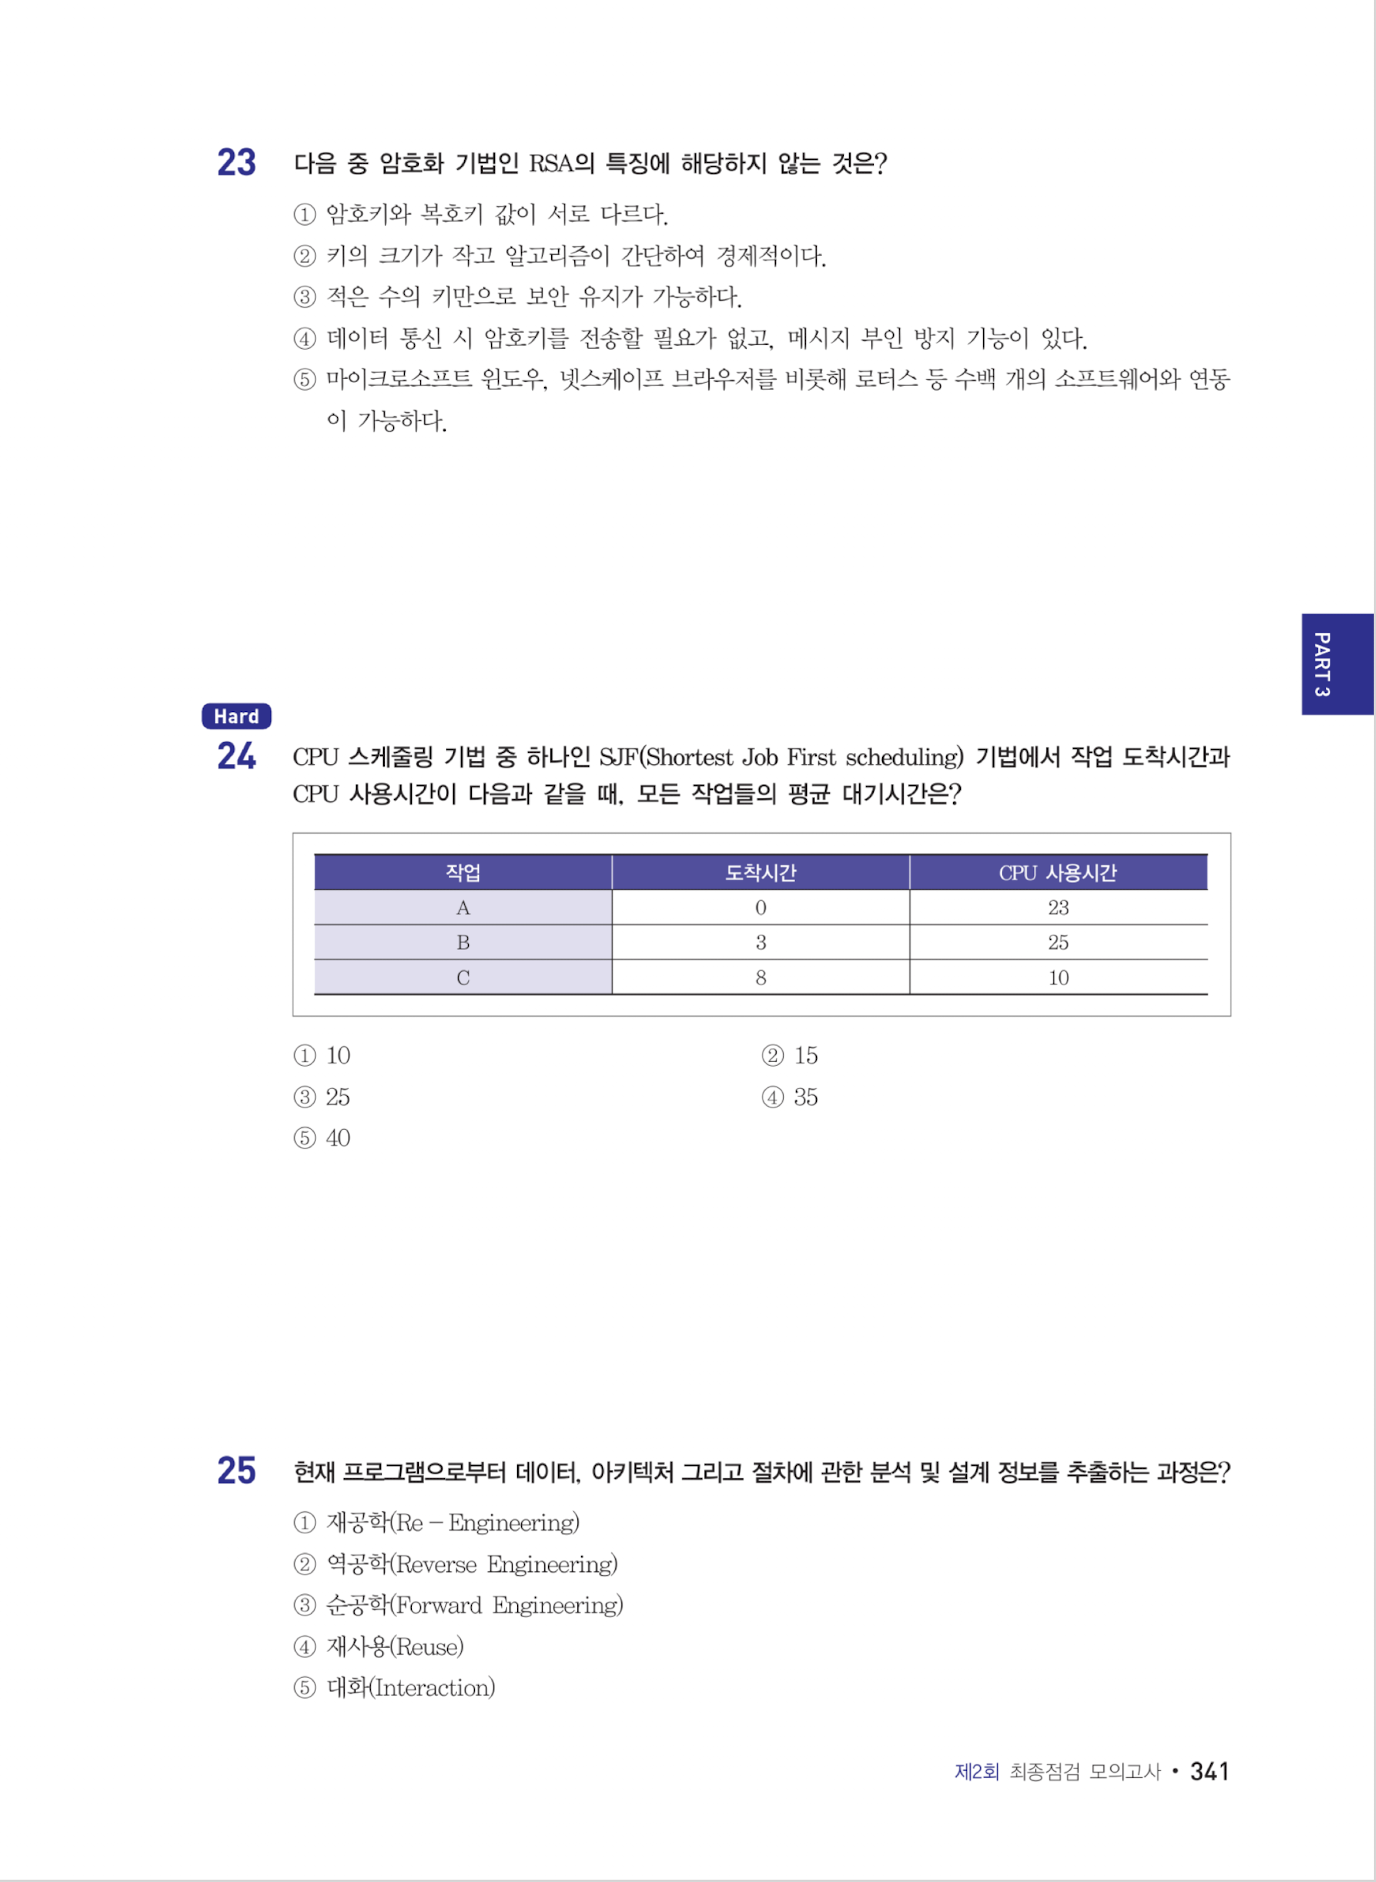 23 다음 중 암호화 기법인 RSA의 특징에 해당하지 않는 것은?
① 암호키와 복호키 값이 서로 다르다.
② 키의 크기가 작고 알고리즘이 간단하여 경제적이다.
③ 적은 수의 키만으로 보안 유지가 가능하다.
④ 데이터 통신 시 암호키를 전송할 필요가 없고, 메시지 부인 방지 기능이 있다.
⑤ 마이크로소프트 윈도우, 넷스케이프 브라우저를 비롯해 로터스 등 수백 개의 소프트웨어와 연동
이 가능하다.
PART 3
Hard
24 CPU 스케줄링 기법 중 하나인 SJF(Shortest Job First scheduling) 기법에서 작업 도착시간과
CPU 사용시간이 다음과 같을 때, 모든 작업들의 평균 대기시간은?
작업 도착시간 CPU 사용시간
A 0 23
B 3 25
C 8 10
① 10 ② 15
③ 25 ④ 35
⑤ 40
25 현재 프로그램으로부터 데이터, 아키텍처 그리고 절차에 관한 분석 및 설계 정보를 추출하는 과정은?
① 재공학(Re - Engineering)
② 역공학(Reverse Engineering)
③ 순공학(Forward Engineering)
④ 재사용(Reuse)
⑤ 대화(Interaction)
제2회 최종점검 모의고사 • 341